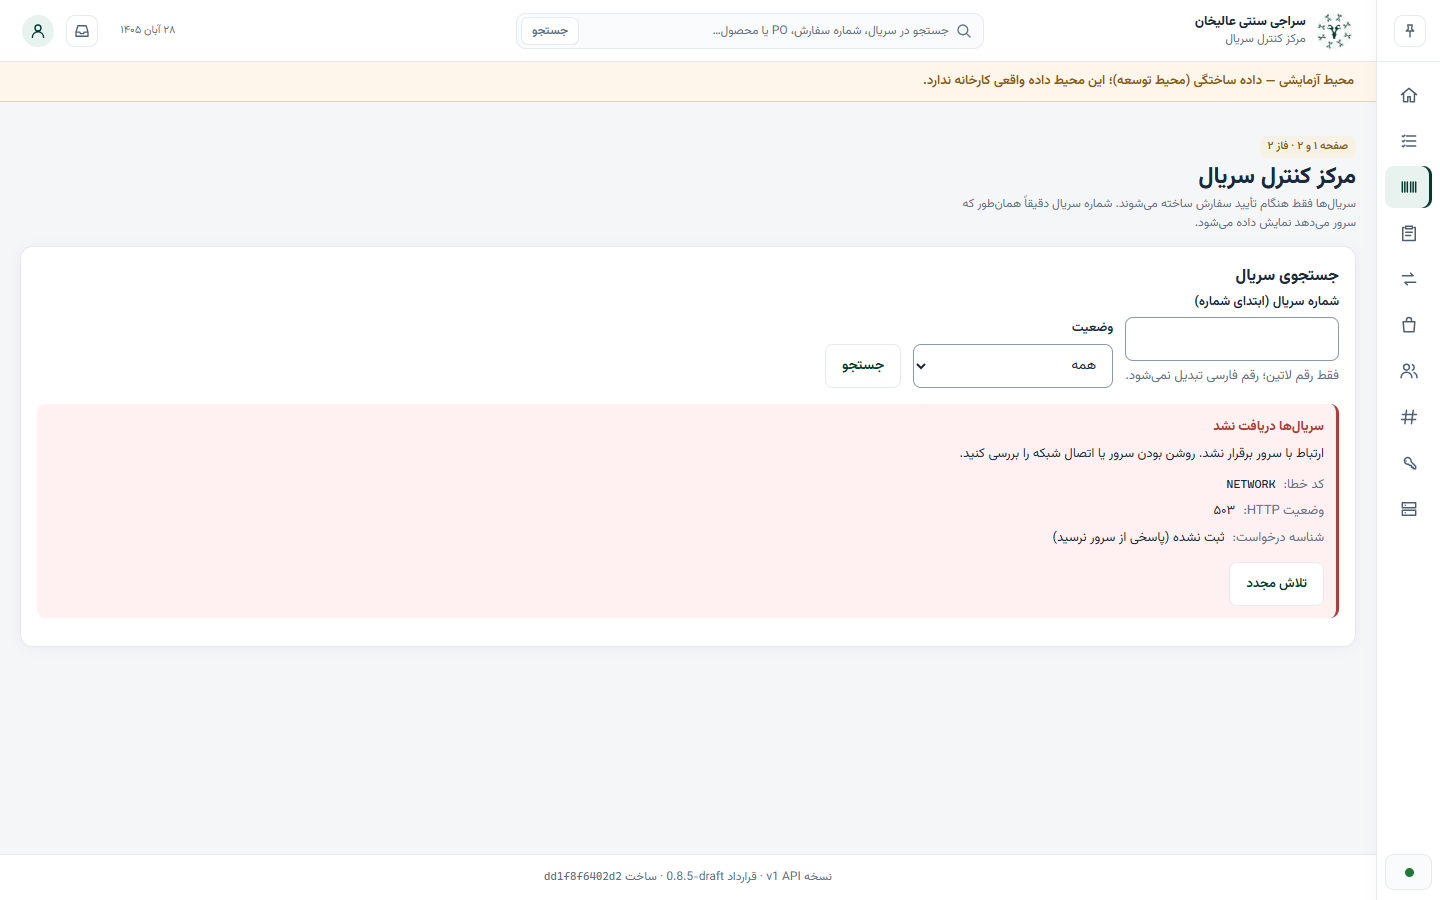 سراجی سنتی عالیخان
مرکز کنترل سریال
جستجو در سریال، شماره سفارش، PO یا محصول...
جستجو
۲۸ آبان ۱۴۰۵
محیط آزمایشی — داده ساختگی (محیط توسعه)؛ این محیط داده واقعی کارخانه ندارد.
صفحه ۱ و ۲ · فاز ۲
مرکز کنترل سریال
سریال‌ها فقط هنگام تأیید سفارش ساخته می‌شوند. شماره سریال دقیقاً همان‌طور که
سرور می‌دهد نمایش داده می‌شود.
جستجوی سریال
شماره سریال (ابتدای شماره)
وضعیت
همه
جستجو
فقط رقم لاتین؛ رقم فارسی تبدیل نمی‌شود.
سریال‌ها دریافت نشد
ارتباط با سرور برقرار نشد. روشن بودن سرور یا اتصال شبکه را بررسی کنید.
کد خطا: NETWORK
وضعیت HTTP: ۵۰۳
شناسه درخواست: ثبت نشده (پاسخی از سرور نرسید)
تلاش مجدد
نسخه v1 API · قرارداد 0.8.5-draft · ساخت dd1f8f6402d2